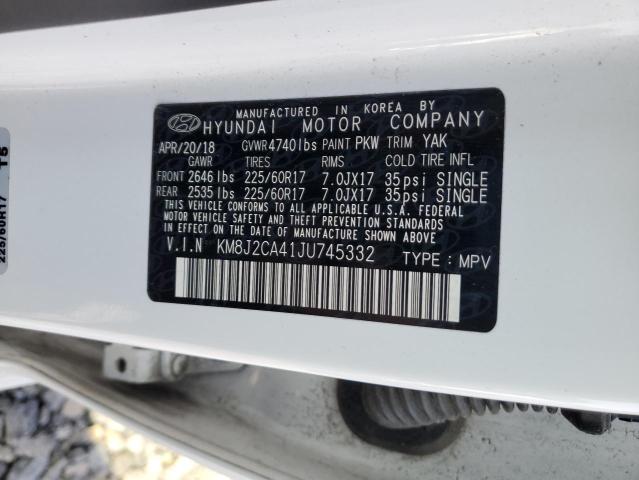 MANUFACTURED IN KOREA BY
HYUNDAI MOTOR COMPANY
APR/20/18 GVWR4740lbs PAINT PKW TRIM YAK
GAWR TIRES RIMS COLD TIRE INFL
FRONT 2646lbs 225/60R17 7.0JX17 35psi SINGLE
REAR 2535lbs 225/60R17 7.0JX17 35psi SINGLE
THIS VEHICLE CONFORMS TO ALL APPLICABLE U.S.A. FEDERAL
MOTOR VEHICLE SAFETY, BUMPER, AND THEFT PREVENTION
STANDARDS IN EFFECT ON THE DATE OF MANUFACTURE SHOWN ABOVE.
V.I.N KM8J2CA41JU745332 TYPE: MPV
225/60R17 T5